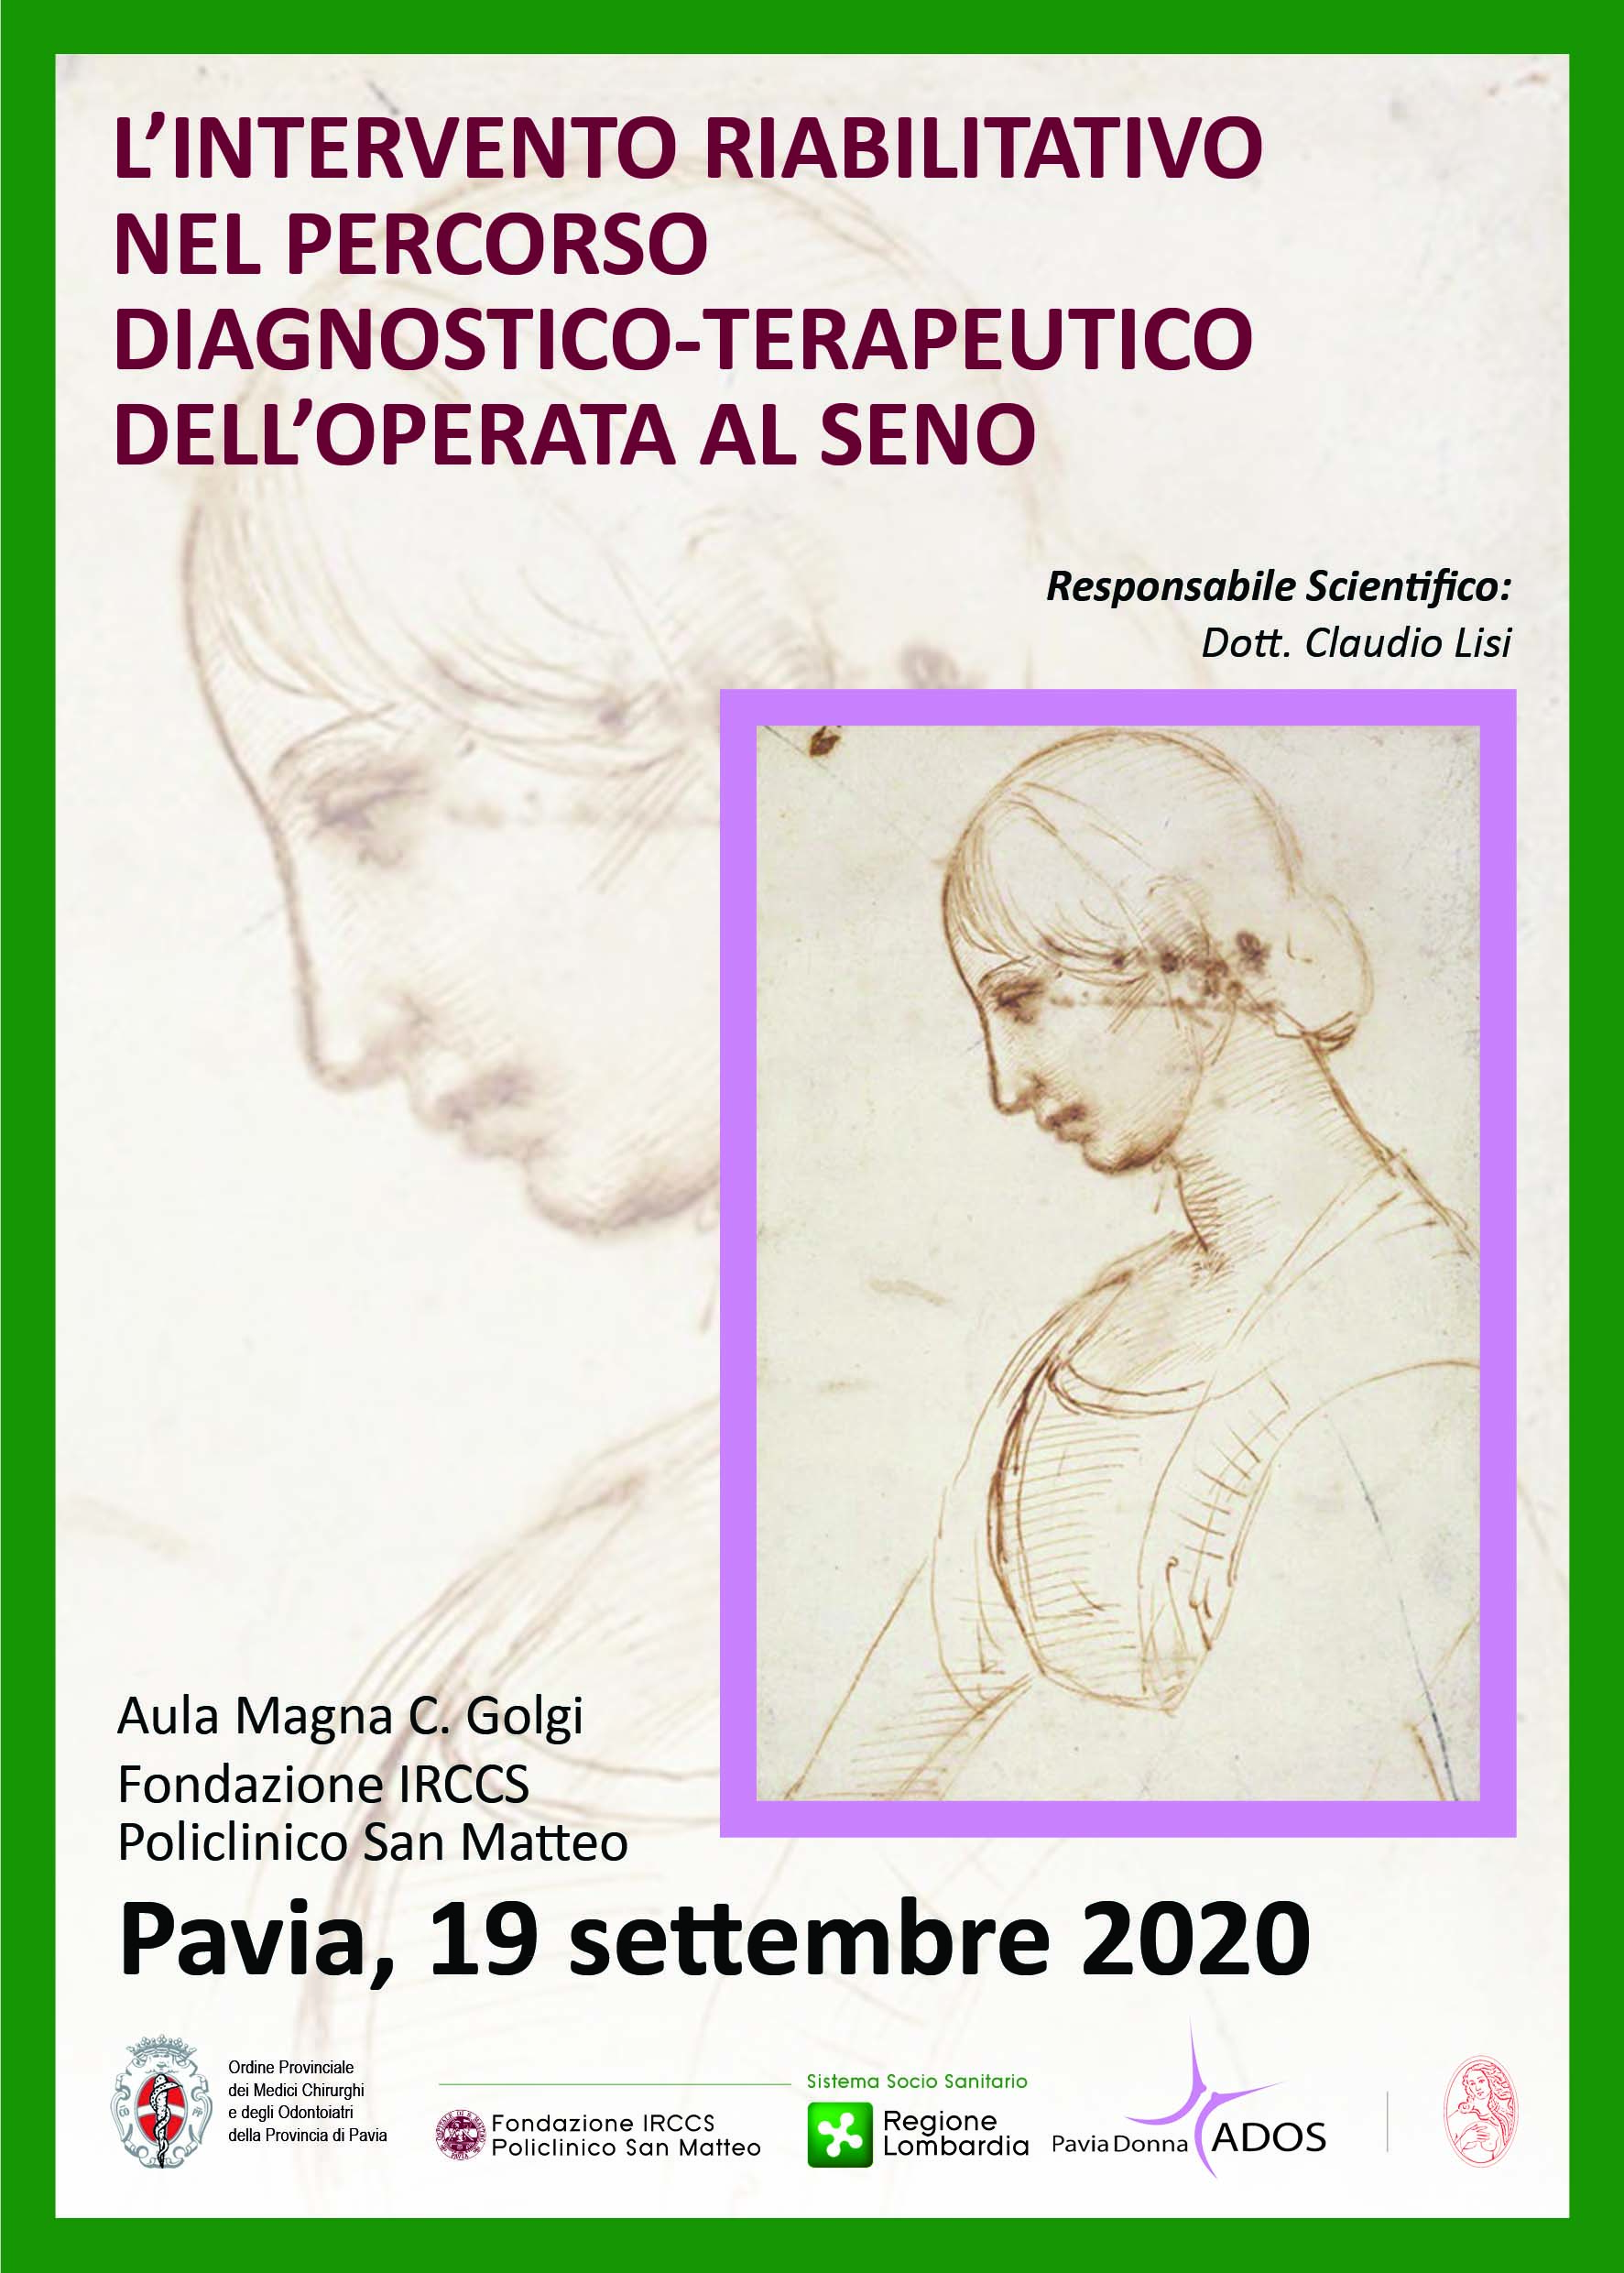 L’INTERVENTO RIABILITATIVO
NEL PERCORSO
DIAGNOSTICO-TERAPEUTICO
DELL’OPERATA AL SENO
Responsabile Scientifico:
Dott. Claudio Lisi
Aula Magna C. Golgi
Fondazione IRCCS
Policlinico San Matteo
Pavia, 19 settembre 2020
Ordine Provinciale
dei Medici Chirurghi
e degli Odontoiatri
della Provincia di Pavia
Fondazione IRCCS
Policlinico San Matteo
Sistema Socio Sanitario
Regione
Lombardia
Pavia Donna ADOS